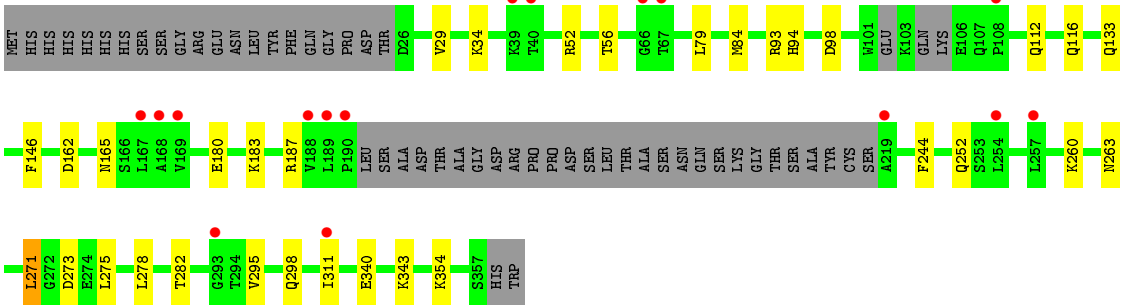 MET HIS HIS HIS HIS HIS HIS SER SER GLY ARG GLU ASN LEU TYR PHE GLN GLY PRO ASP THR D26 V29 K34 K39 T40 R52 T56 G66 T67 L79 M84 R93 H94 D98 W101 GLU K103 GLN LYS E106 Q107 P108 Q112 Q116 Q133
F146 D162 N165 S166 L167 A168 V169 E180 K183 R187 V188 L189 P190 LEU SER ALA ASP THR ALA GLY ASP ARG PRO PRO ASP SER LEU THR ALA SER ASN GLN SER LYS GLY THR SER ALA TYR CYS SER A219 F244 Q252 S253 L254 L257 K260 N263
L271 G272 D273 E274 L275 L278 T282 G293 T294 V295 Q298 I311 E340 K343 K354 S357 HIS TRP